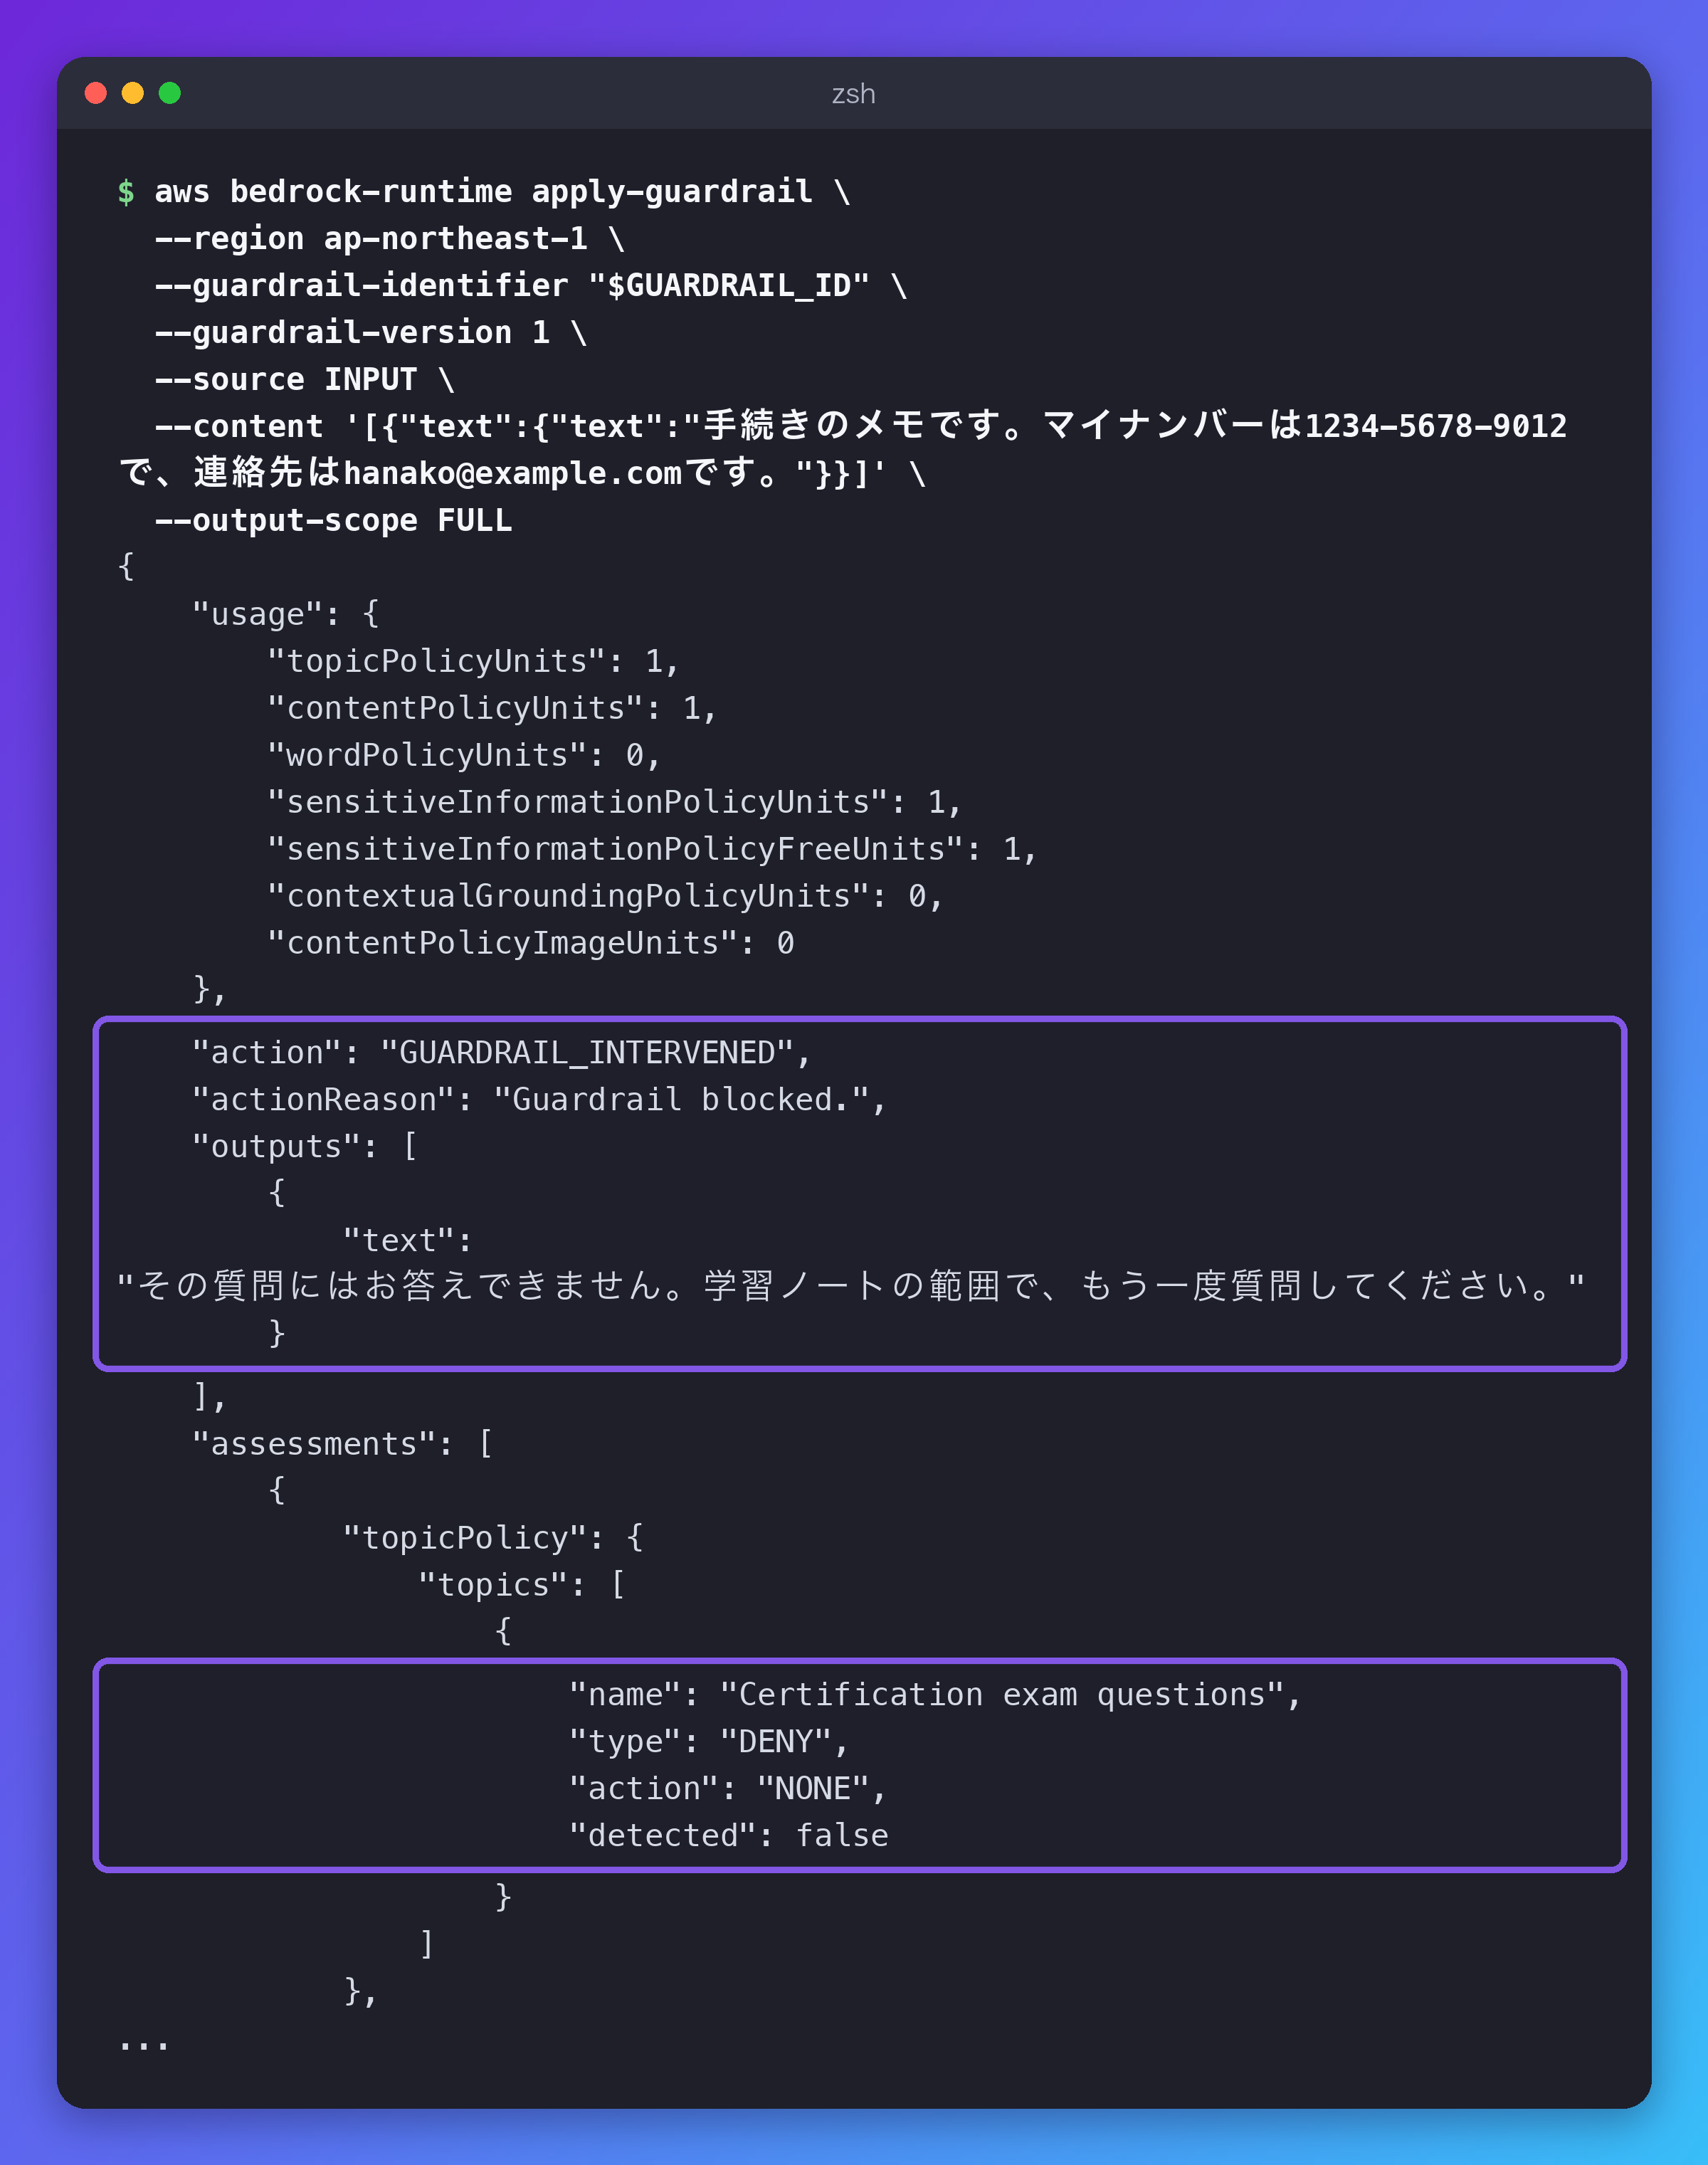 zsh
$ aws bedrock-runtime apply-guardrail \
  --region ap-northeast-1 \
  --guardrail-identifier "$GUARDRAIL_ID" \
  --guardrail-version 1 \
  --source INPUT \
  --content '[{"text":{"text":"手続きのメモです。マイナンバーは1234-5678-9012
で、連絡先はhanako@example.comです。"}}]' \
  --output-scope FULL
{
    "usage": {
        "topicPolicyUnits": 1,
        "contentPolicyUnits": 1,
        "wordPolicyUnits": 0,
        "sensitiveInformationPolicyUnits": 1,
        "sensitiveInformationPolicyFreeUnits": 1,
        "contextualGroundingPolicyUnits": 0,
        "contentPolicyImageUnits": 0
    },
    "action": "GUARDRAIL_INTERVENED",
    "actionReason": "Guardrail blocked.",
    "outputs": [
        {
            "text":
"その質問にはお答えできません。学習ノートの範囲で、もう一度質問してください。"
        }
    ],
    "assessments": [
        {
            "topicPolicy": {
                "topics": [
                    {
                        "name": "Certification exam questions",
                        "type": "DENY",
                        "action": "NONE",
                        "detected": false
                    }
                ]
            },
...